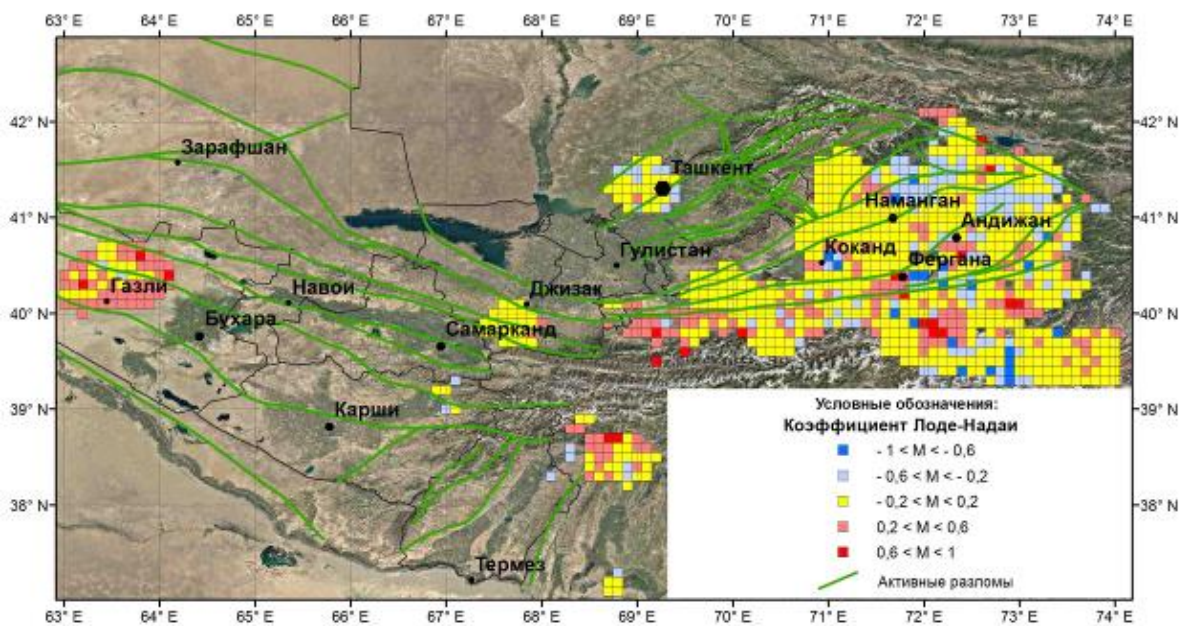 63° E 64° E 65° E 66° E 67° E 68° E 69° E 70° E 71° E 72° E 73° E 74° E
42° N 42° N
Зарафшан
Ташкент
41° N 41° N
Наманган
Андижан
Гулистан
Коканд
Фергана
Газли
Навои
Джизак
40° N 40° N
Бухара
Самарканд
39° N 39° N
Карши
38° N 38° N
Термез
Условные обозначения:
Коэффициент Лоде-Надаи
- 1 < M < - 0,6
- 0,6 < M < - 0,2
- 0,2 < M < 0,2
0,2 < M < 0,6
0,6 < M < 1
Активные разломы
63° E 64° E 65° E 66° E 67° E 68° E 69° E 70° E 71° E 72° E 73° E 74° E